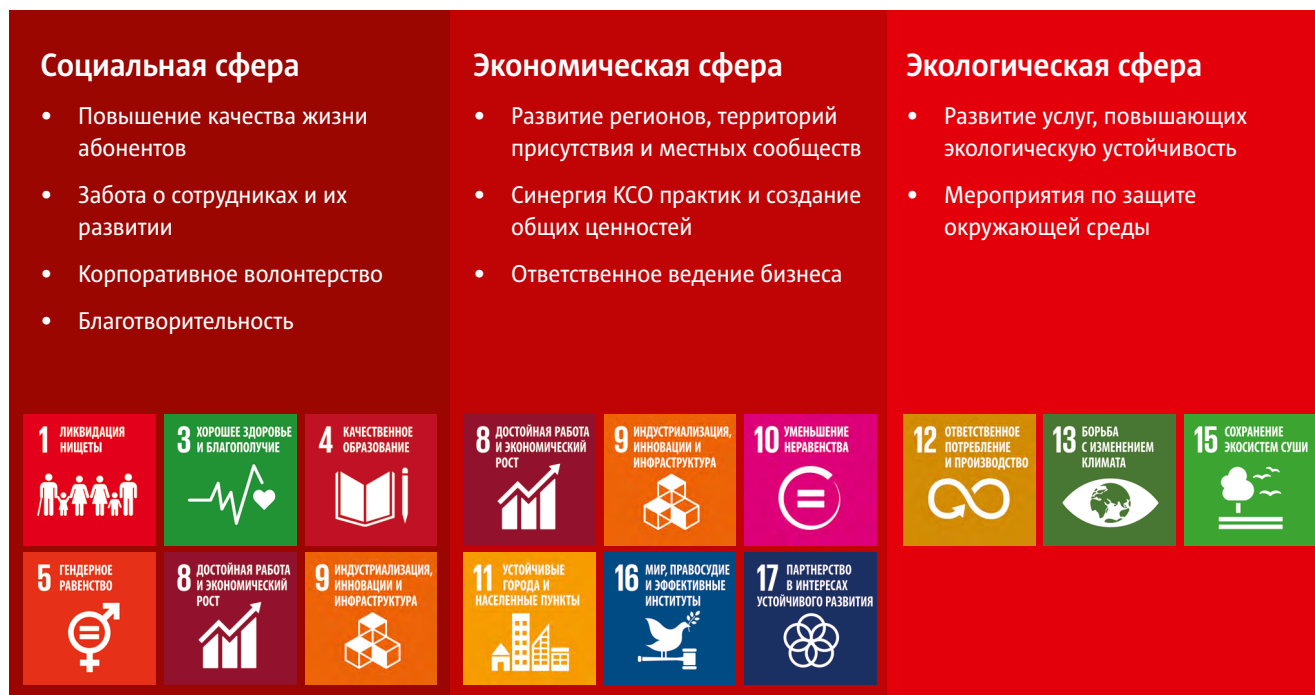 Социальная сфера
• Повышение качества жизни
абонентов
• Забота о сотрудниках и их
развитии
• Корпоративное волонтерство
• Благотворительность
1 ЛИКВИДАЦИЯ
НИЩЕТЫ
3 ХОРОШЕЕ ЗДОРОВЬЕ
И БЛАГОПОЛУЧИЕ
4 КАЧЕСТВЕННОЕ
ОБРАЗОВАНИЕ
5 ГЕНДЕРНОЕ
РАВЕНСТВО
8 ДОСТОЙНАЯ РАБОТА
И ЭКОНОМИЧЕСКИЙ
РОСТ
9 ИНДУСТРИАЛИЗАЦИЯ,
ИННОВАЦИИ И
ИНФРАСТРУКТУРА
Экономическая сфера
• Развитие регионов, территорий
присутствия и местных сообществ
• Синергия КСО практик и создание
общих ценностей
• Ответственное ведение бизнеса
8 ДОСТОЙНАЯ РАБОТА
И ЭКОНОМИЧЕСКИЙ
РОСТ
9 ИНДУСТРИАЛИЗАЦИЯ,
ИННОВАЦИИ И
ИНФРАСТРУКТУРА
10 УМЕНЬШЕНИЕ
НЕРАВЕНСТВА
11 УСТОЙЧИВЫЕ
ГОРОДА И
НАСЕЛЕННЫЕ ПУНКТЫ
16 МИР, ПРАВОСУДИЕ
И ЭФФЕКТИВНЫЕ
ИНСТИТУТЫ
17 ПАРТНЕРСТВО
В ИНТЕРЕСАХ
УСТОЙЧИВОГО РАЗВИТИЯ
Экологическая сфера
• Развитие услуг, повышающих
экологическую устойчивость
• Мероприятия по защите
окружающей среды
12 ОТВЕТСТВЕННОЕ
ПОТРЕБЛЕНИЕ
И ПРОИЗВОДСТВО
13 БОРЬБА
С ИЗМЕНЕНИЕМ
КЛИМАТА
15 СОХРАНЕНИЕ
ЭКОСИСТЕМ СУШИ